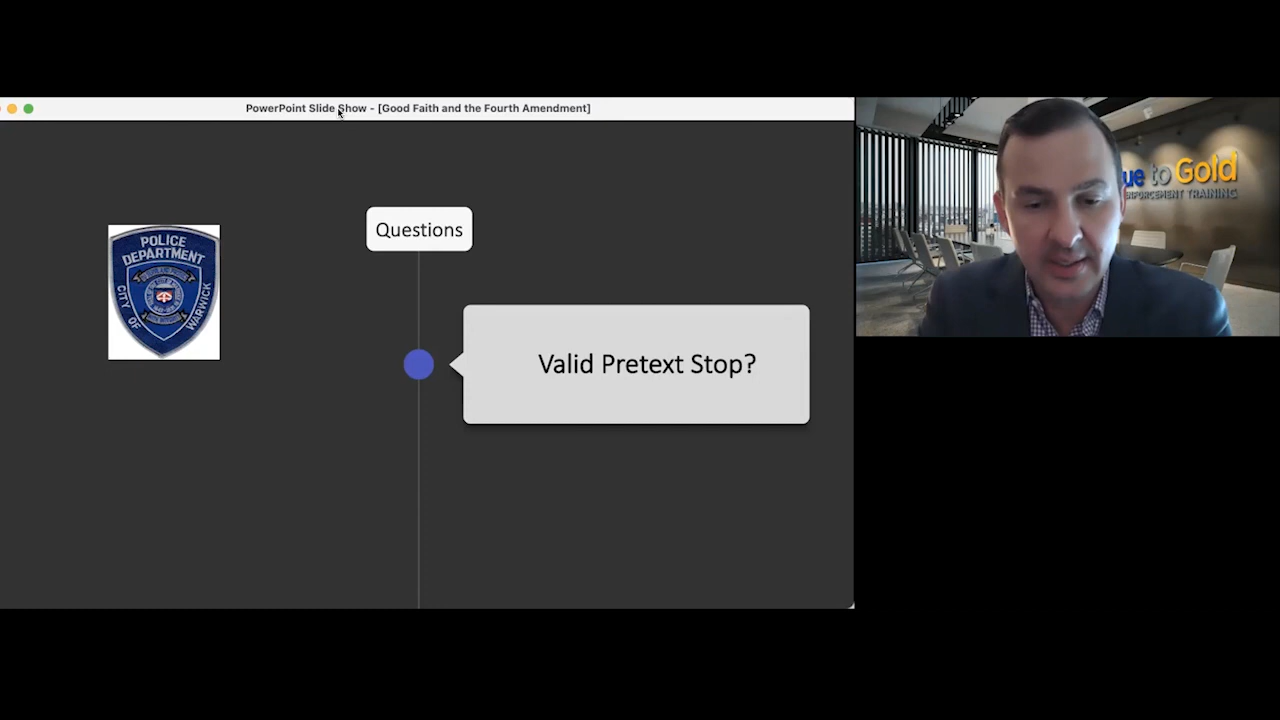 PowerPoint Slide Show - [Good Faith and the Fourth Amendment]
POLICE
DEPARTMENT
CITY OF
WARWICK
Questions
Valid Pretext Stop?
ue to Gold
ENFORCEMENT TRAINING